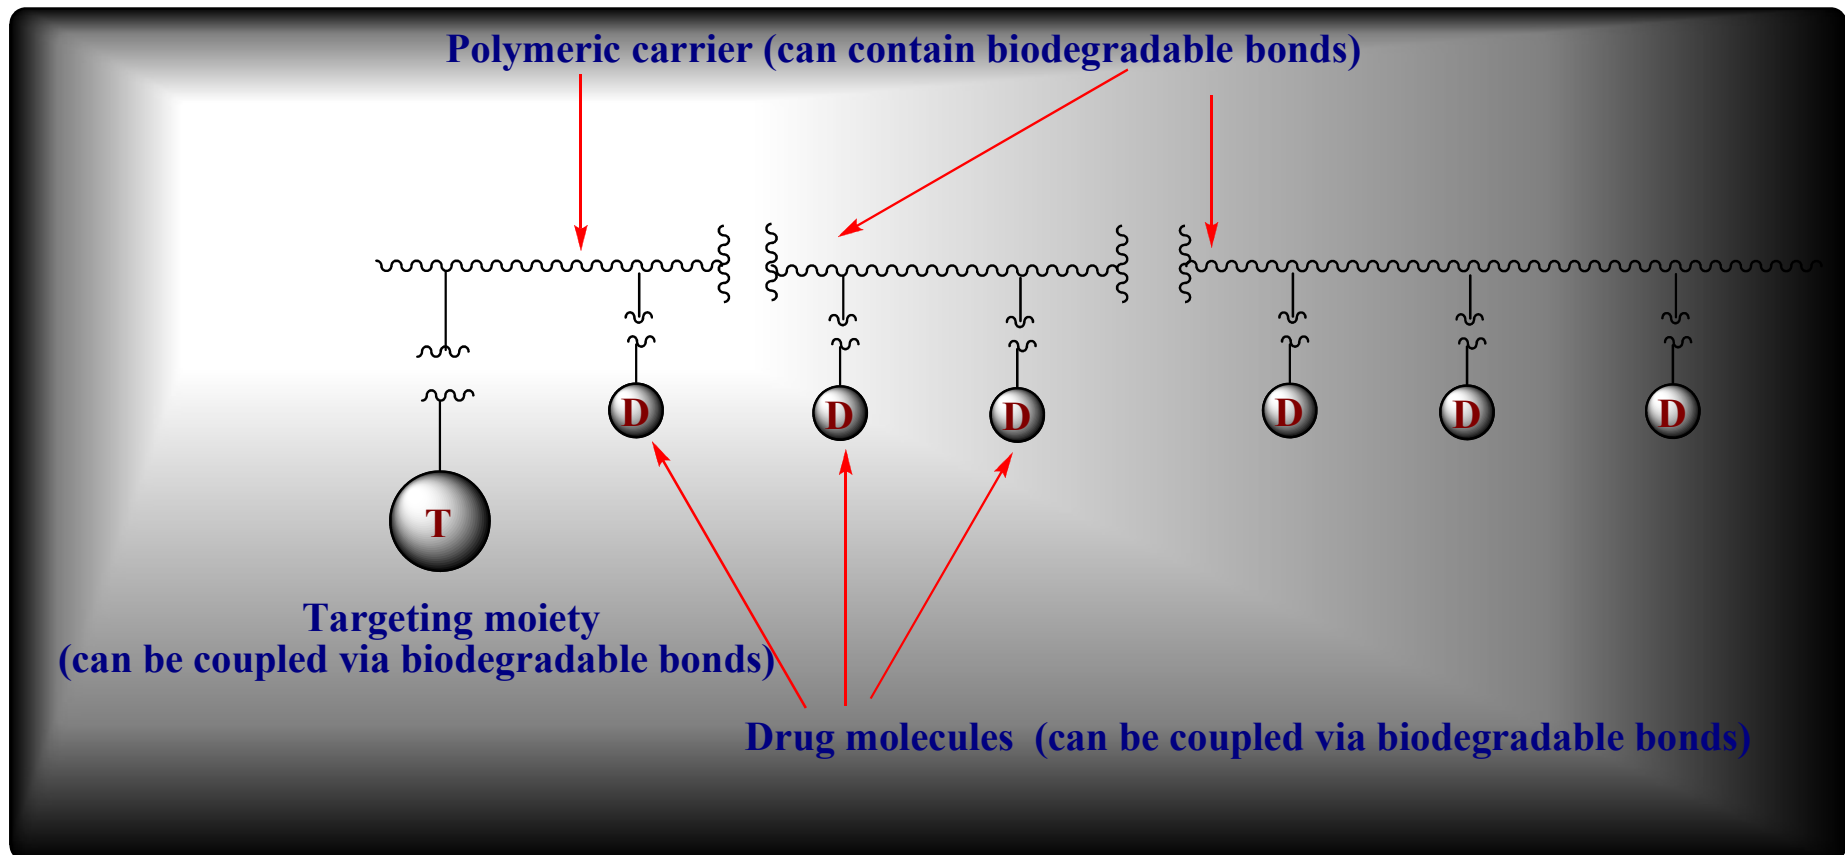 Polymeric carrier (can contain biodegradable bonds)
D
D
D
D
D
D
T
Targeting moiety
(can be coupled via biodegradable bonds)
Drug molecules (can be coupled via biodegradable bonds)